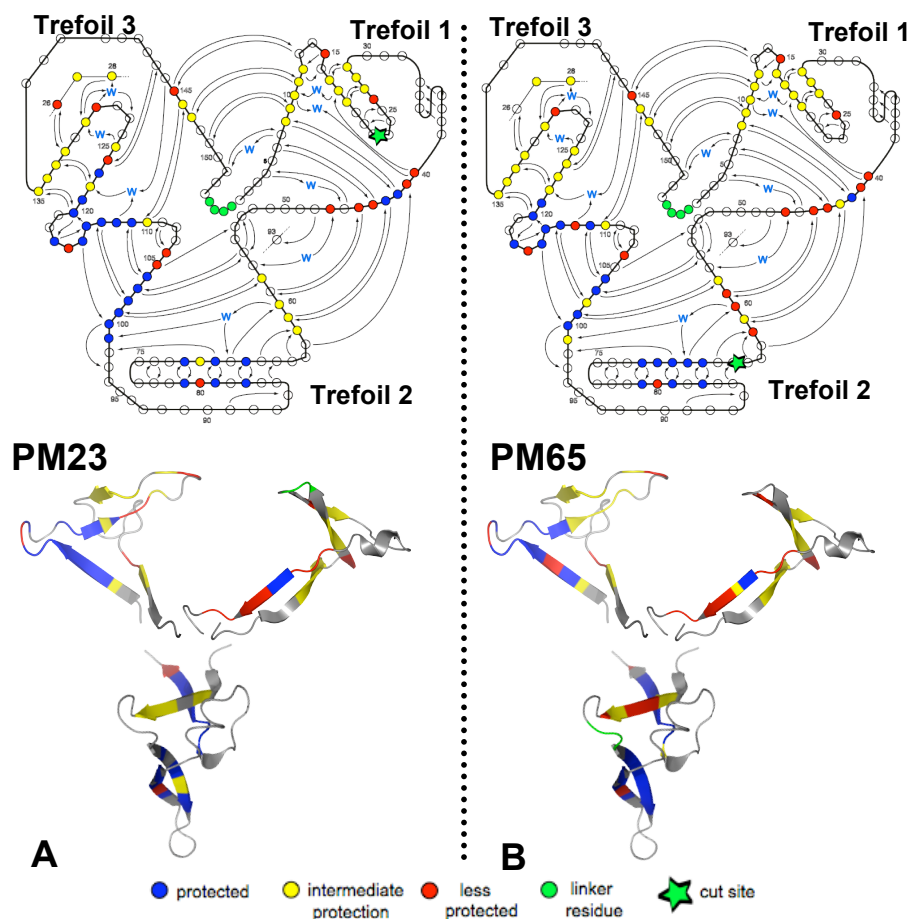 Trefoil 3
Trefoil 1
28
W
26
W
125
135
120
W
110
105
100
95
145
150
W
10
5
15
W
W
30
25
40
W
50
93
W
60
W
75
80
90
Trefoil 2
PM23
A
Trefoil 3
Trefoil 1
28
W
26
W
125
135
120
W
110
105
100
95
145
150
W
10
5
15
W
W
30
25
40
W
50
93
W
60
W
75
80
90
Trefoil 2
PM65
B
protected
intermediate
protection
less
protected
linker
residue
cut site